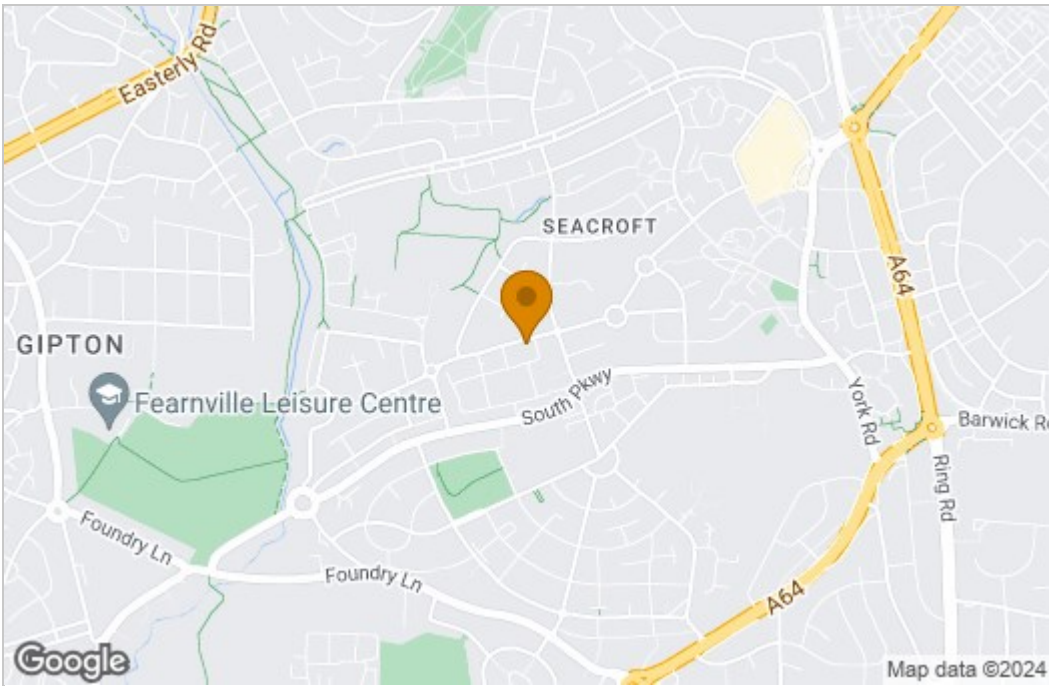 Easterly Rd
SEACROFT
A64
GIPTON
Fearnville Leisure Centre
South Pkwy
York Rd
Barwick Ro
Ring Rd
Foundry Ln
Foundry Ln
A64
Google
Map data ©2024